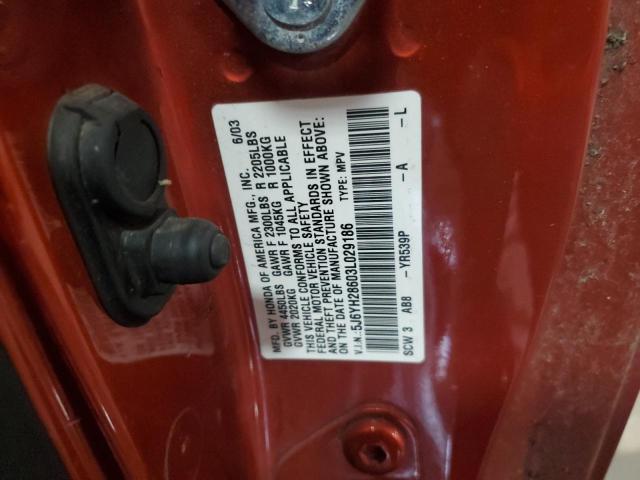 MFD. BY HONDA OF AMERICA MFG., INC. 6/03
GVWR 4450LBS GAWR F 2300LBS R 2205LBS
GVWR 2020KG GAWR F 1045KG R 1000KG
THIS VEHICLE CONFORMS TO ALL APPLICABLE
FEDERAL MOTOR VEHICLE SAFETY
AND THEFT PREVENTION STANDARDS IN EFFECT
ON THE DATE OF MANUFACTURE SHOWN ABOVE.
V.I.N.: 5J6YH28603L029186 TYPE: MPV
SCW 3 AB8 -YR539P -A -L